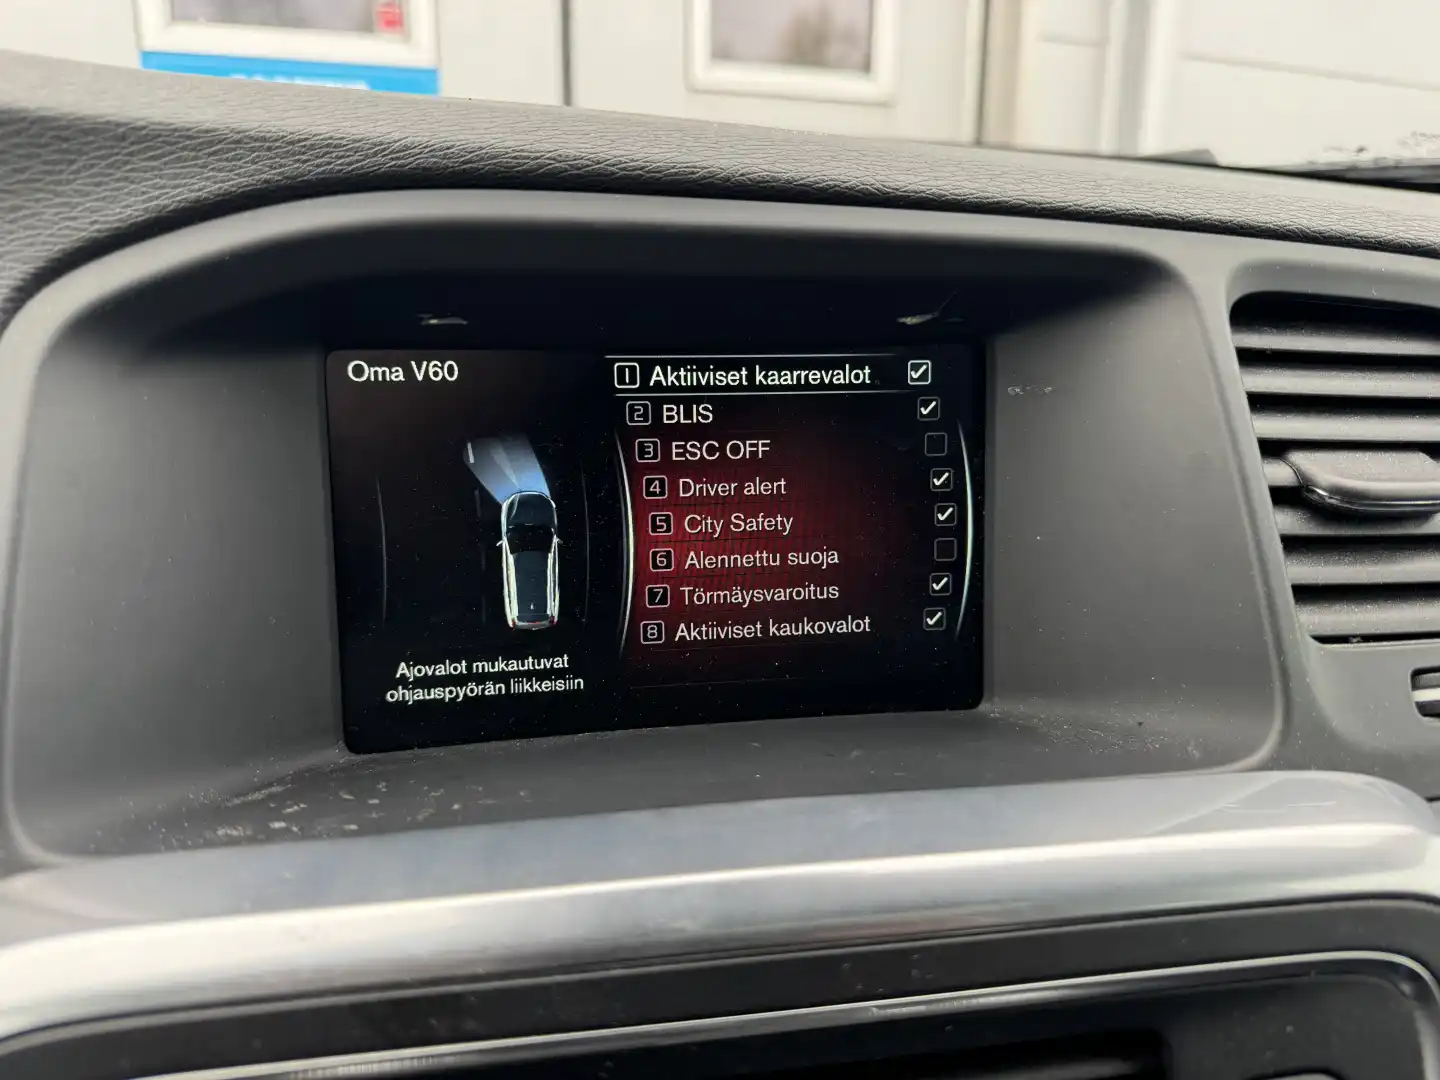 Oma V60
1 Aktiiviset kaarrevalot
2 BLIS
3 ESC OFF
4 Driver alert
5 City Safety
6 Alennettu suoja
7 Törmäysvaroitus
8 Aktiiviset kaukovalot
Ajovalot mukautuvat
ohjauspyörän liikkeisiin